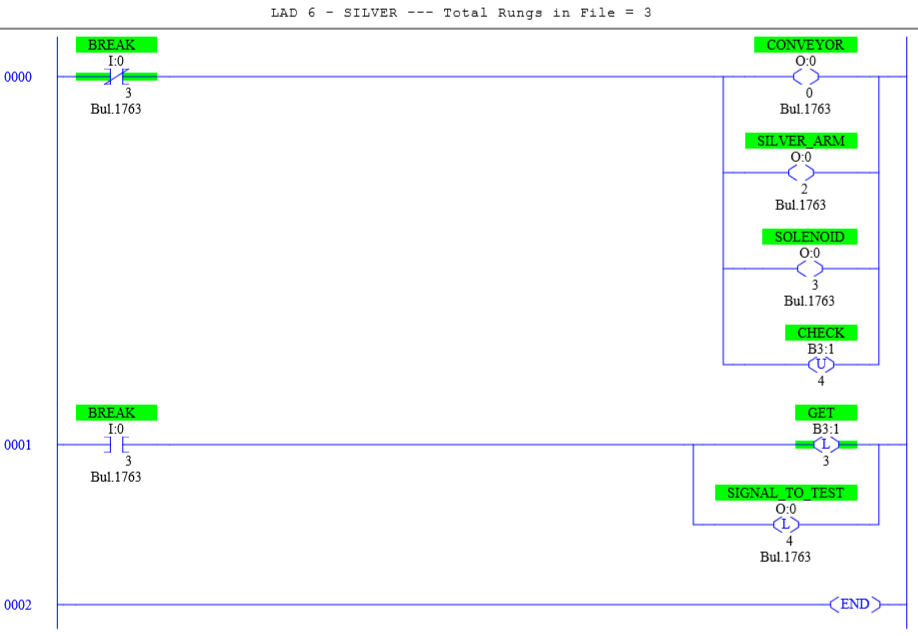 LAD 6 - SILVER --- Total Rungs in File = 3
BREAK
I:0
0000
3
Bul.1763
CONVEYOR
O:0
0
Bul.1763
SILVER_ARM
O:0
2
Bul.1763
SOLENOID
O:0
3
Bul.1763
CHECK
B3:1
U
4
BREAK
I:0
0001
3
Bul.1763
GET
B3:1
L
3
SIGNAL_TO_TEST
O:0
L
4
Bul.1763
0002
END